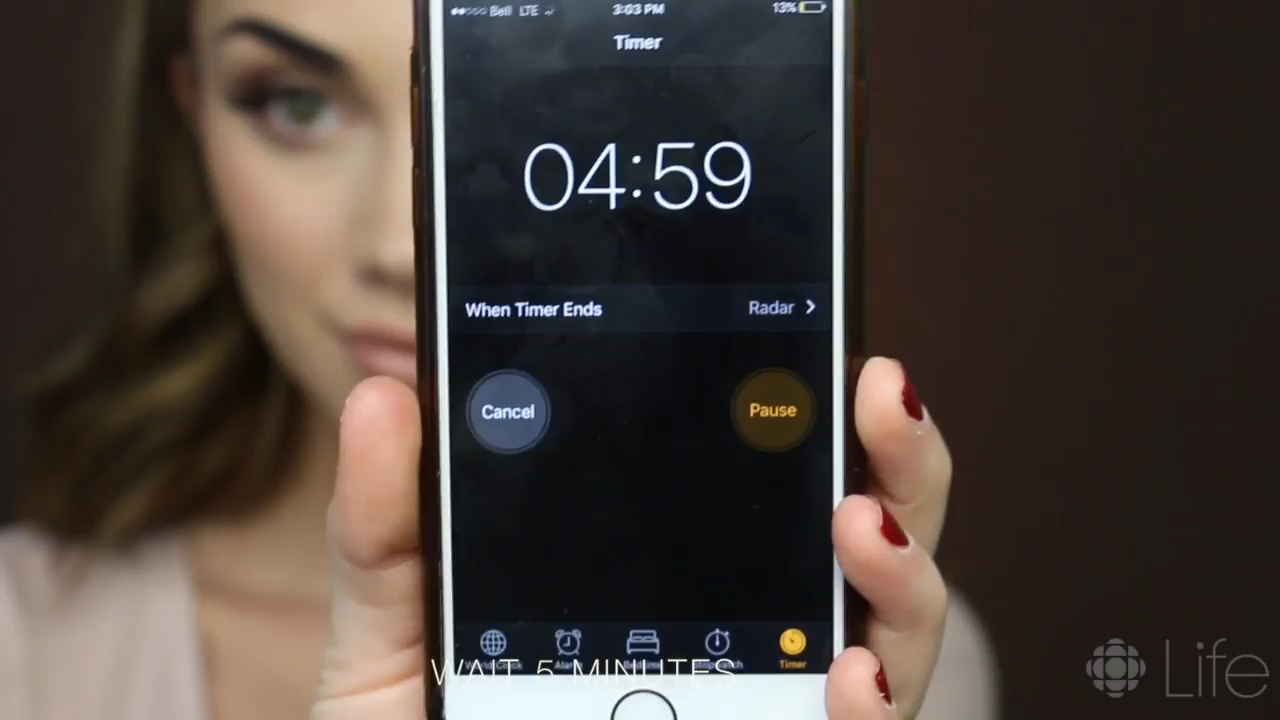 Bell LTE 3:03 PM 13%
Timer
04:59
When Timer Ends Radar
Cancel Pause
Timer
WAIT 5 MINUTES
Life